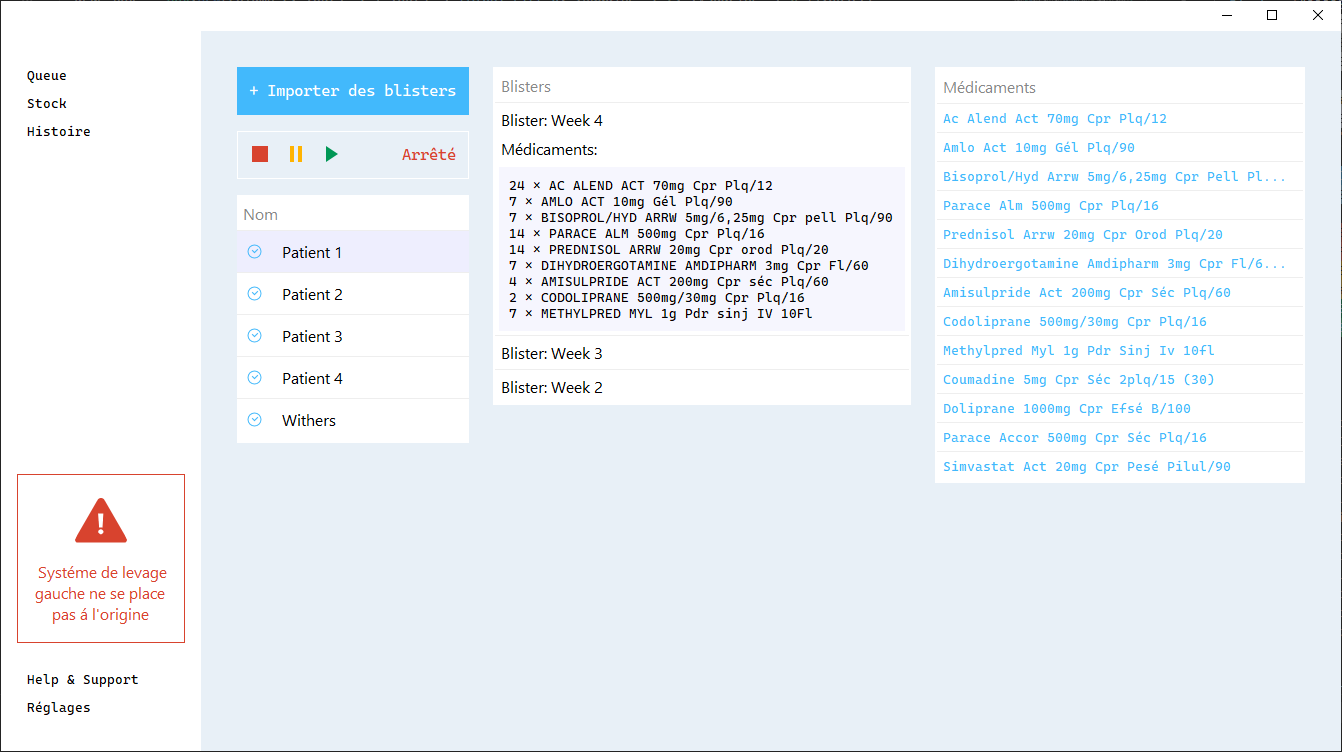 Queue
Stock
Histoire
Systéme de levage
gauche ne se place
pas á l'origine
Help & Support
Réglages
+ Importer des blisters
Arrêté
Nom
Patient 1
Patient 2
Patient 3
Patient 4
Withers
Blisters
Blister: Week 4
Médicaments:
24 × AC ALEND ACT 70mg Cpr Plq/12
7 × AMLO ACT 10mg Gél Plq/90
7 × BISOPROL/HYD ARRW 5mg/6,25mg Cpr pell Plq/90
14 × PARACE ALM 500mg Cpr Plq/16
14 × PREDNISOL ARRW 20mg Cpr orod Plq/20
7 × DIHYDROERGOTAMINE AMDIPHARM 3mg Cpr Fl/60
4 × AMISULPRIDE ACT 200mg Cpr séc Plq/60
2 × CODOLIPRANE 500mg/30mg Cpr Plq/16
7 × METHYLPRED MYL 1g Pdr sinj IV 10Fl
Blister: Week 3
Blister: Week 2
Médicaments
Ac Alend Act 70mg Cpr Plq/12
Amlo Act 10mg Gél Plq/90
Bisoprol/Hyd Arrw 5mg/6,25mg Cpr Pell Pl...
Parace Alm 500mg Cpr Plq/16
Prednisol Arrw 20mg Cpr Orod Plq/20
Dihydroergotamine Amdipharm 3mg Cpr Fl/6...
Amisulpride Act 200mg Cpr Séc Plq/60
Codoliprane 500mg/30mg Cpr Plq/16
Methylpred Myl 1g Pdr Sinj Iv 10fl
Coumadine 5mg Cpr Séc 2plq/15 (30)
Doliprane 1000mg Cpr Efsé B/100
Parace Accor 500mg Cpr Séc Plq/16
Simvastat Act 20mg Cpr Pesé Pilul/90